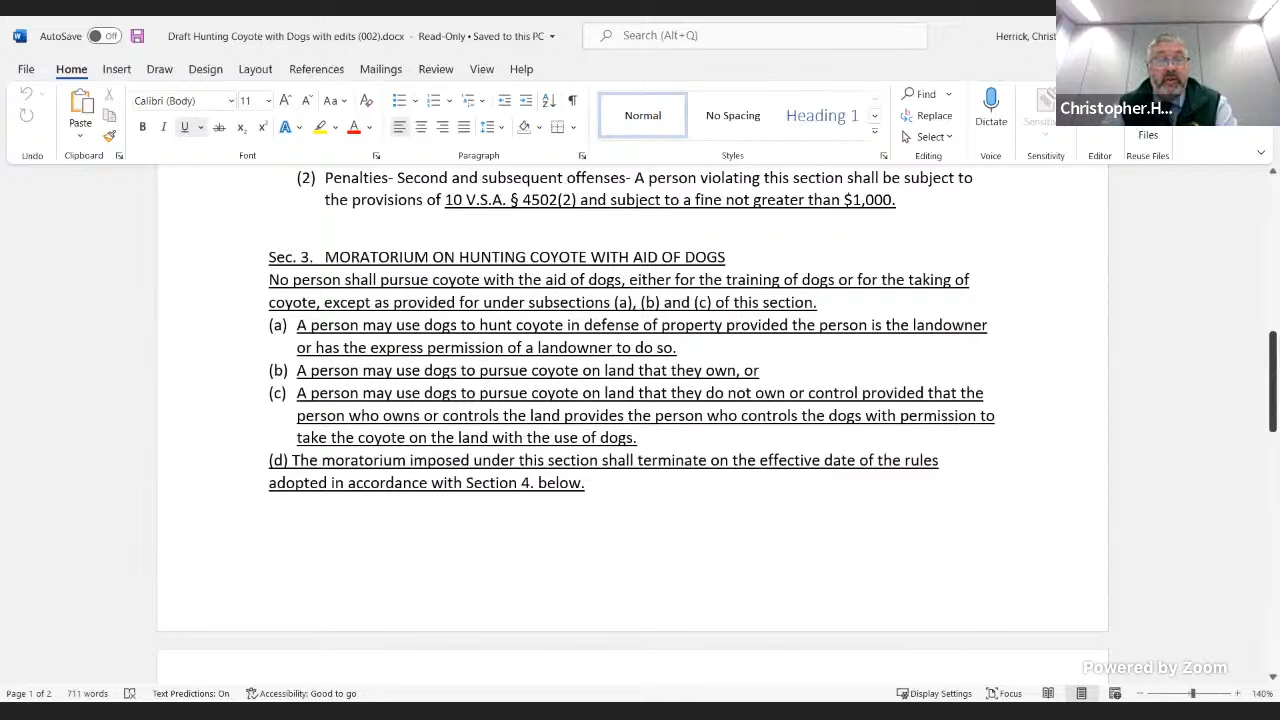 AutoSave Off Draft Hunting Coyote with Dogs with edits (002).docx - Read-Only • Saved to this PC Search (Alt+Q) Herrick, Christ
File Home Insert Draw Design Layout References Mailings Review View Help
Christopher.H...
Paste Calibri (Body) 11 Aa Normal No Spacing Heading 1 Find Replace Select Dictate Sensitivity Files
Undo Clipboard Font Paragraph Styles Editing Voice Sensitivity Editor Reuse Files
(2) Penalties- Second and subsequent offenses- A person violating this section shall be subject to
the provisions of 10 V.S.A. § 4502(2) and subject to a fine not greater than $1,000.
Sec. 3. MORATORIUM ON HUNTING COYOTE WITH AID OF DOGS
No person shall pursue coyote with the aid of dogs, either for the training of dogs or for the taking of
coyote, except as provided for under subsections (a), (b) and (c) of this section.
(a) A person may use dogs to hunt coyote in defense of property provided the person is the landowner
or has the express permission of a landowner to do so.
(b) A person may use dogs to pursue coyote on land that they own, or
(c) A person may use dogs to pursue coyote on land that they do not own or control provided that the
person who owns or controls the land provides the person who controls the dogs with permission to
take the coyote on the land with the use of dogs.
(d) The moratorium imposed under this section shall terminate on the effective date of the rules
adopted in accordance with Section 4. below.
Powered by Zoom
Page 1 of 2 711 words Text Predictions: On Accessibility: Good to go Display Settings Focus 140%